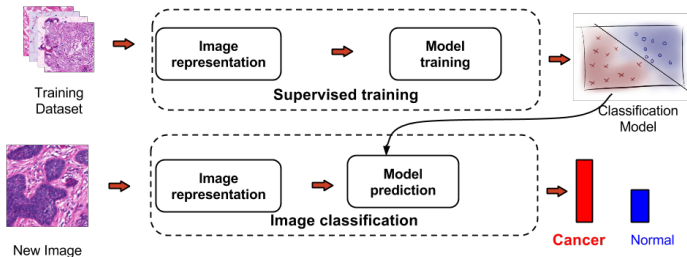 Image
representation
Model
training
Training
Dataset
Supervised training
Classification
Model
Image
representation
Model
prediction
Image classification
New Image
Cancer
Normal